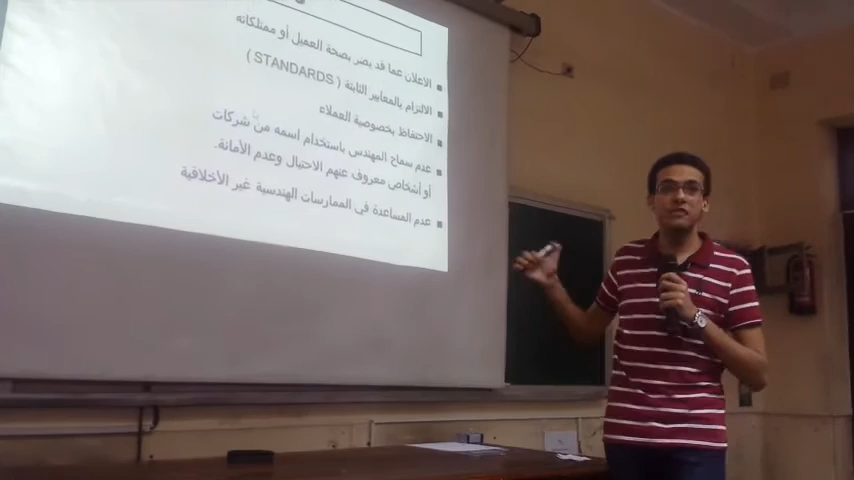 الاعلان عما قد يضر بصحة العميل أو ممتلكاته
الالتزام بالمعايير الثابتة ( STANDARDS )
الاحتفاظ بخصوصية العملاء
عدم سماح المهندس باستخدام اسمه من شركات
أو أشخاص معروف عنهم الاحتيال وعدم الأمانة.
عدم المساعدة في الممارسات الهندسية غير الأخلاقية